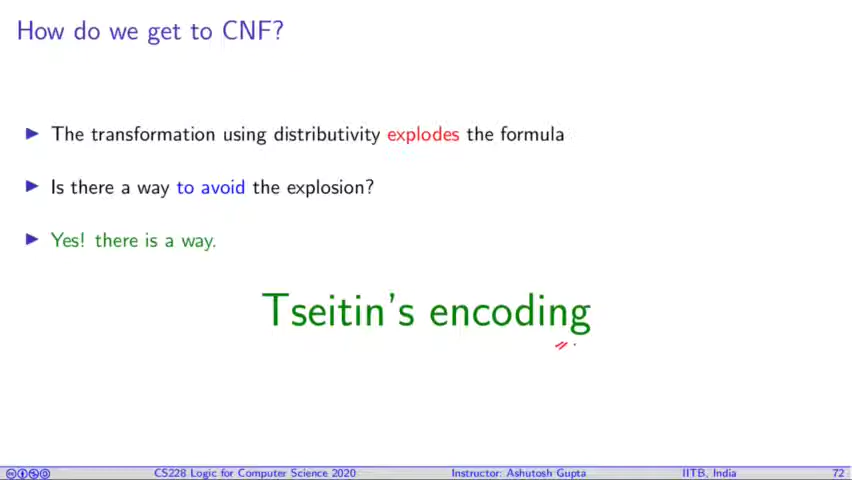 How do we get to CNF?
▶ The transformation using distributivity explodes the formula
▶ Is there a way to avoid the explosion?
▶ Yes! there is a way.
Tseitin's encoding
CS228 Logic for Computer Science 2020 Instructor: Ashutosh Gupta IITB, India 72